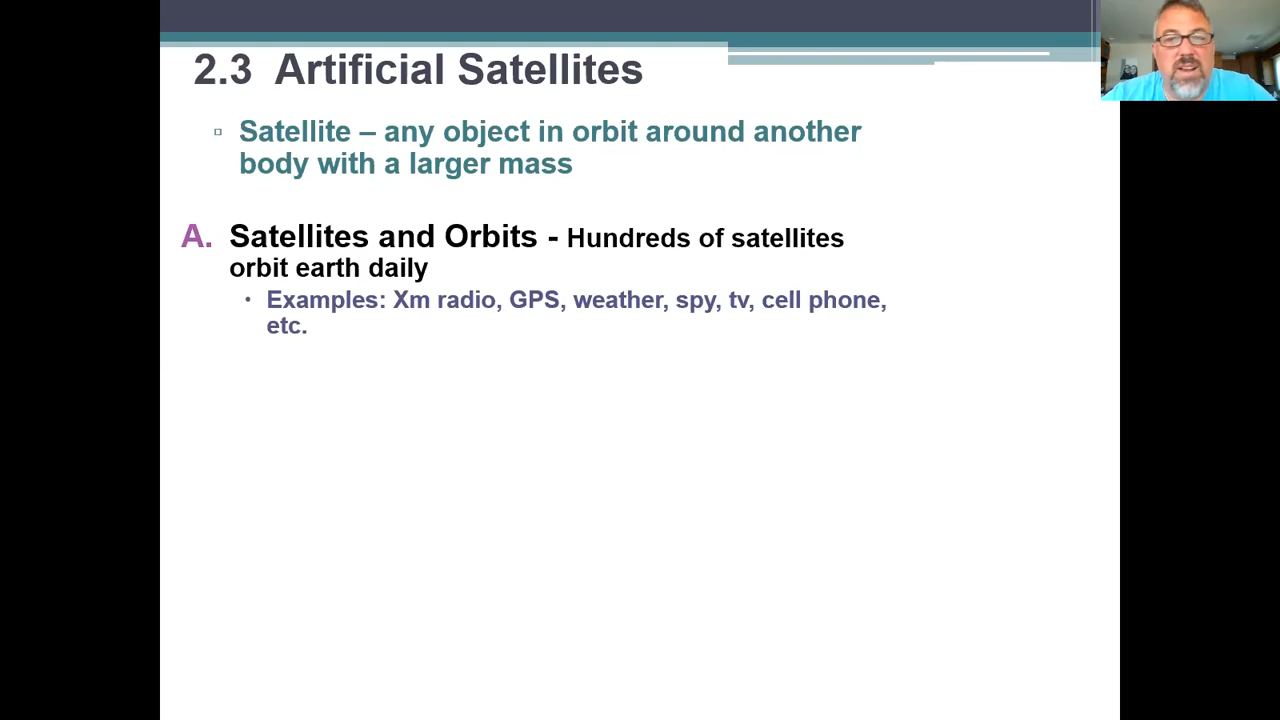 2.3 Artificial Satellites
Satellite – any object in orbit around another
body with a larger mass
A. Satellites and Orbits - Hundreds of satellites
orbit earth daily
Examples: Xm radio, GPS, weather, spy, tv, cell phone,
etc.